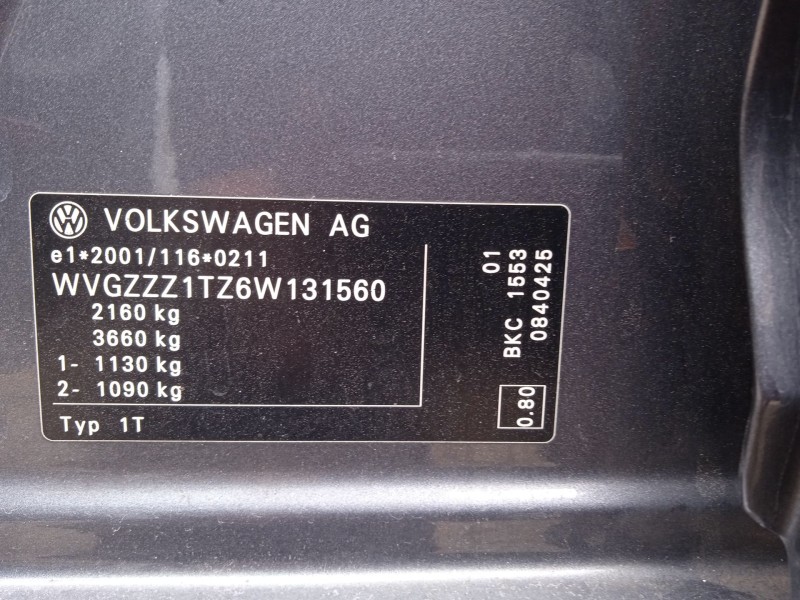 VOLKSWAGEN AG
e1*2001/116*0211
WVGZZZ1TZ6W131560
2160 kg
3660 kg
1- 1130 kg
2- 1090 kg
Typ 1T
01
BKC 1553
0840425
0.80